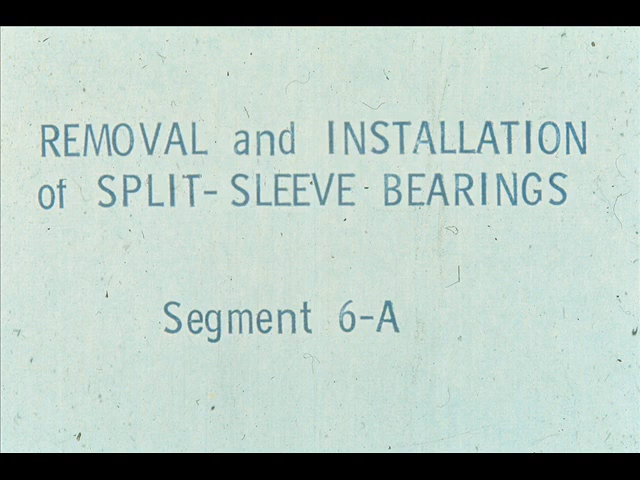 REMOVAL and INSTALLATION
of SPLIT-SLEEVE BEARINGS
Segment 6-A